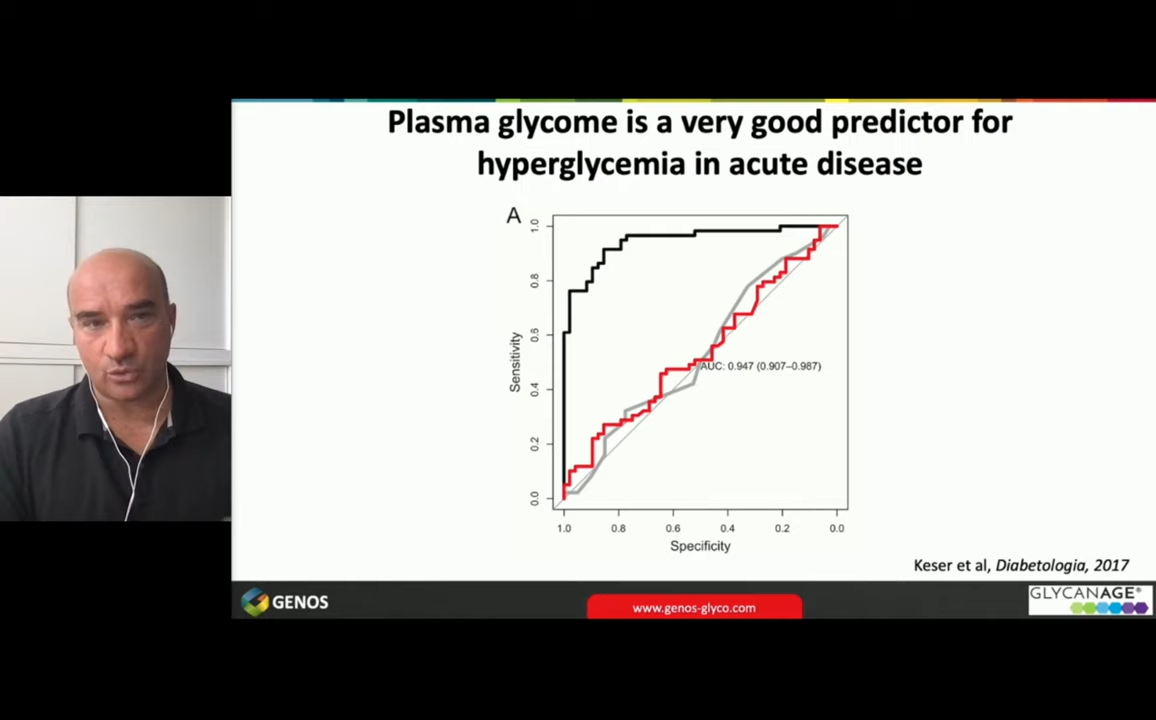 Plasma glycome is a very good predictor for
hyperglycemia in acute disease
A
1.0
0.8
0.6
0.4
0.2
0.0
Sensitivity
AUC: 0.947 (0.907–0.987)
1.0 0.8 0.6 0.4 0.2 0.0
Specificity
Keser et al, Diabetologia, 2017
GENOS
www.genos-glyco.com
GLYCANAGE®